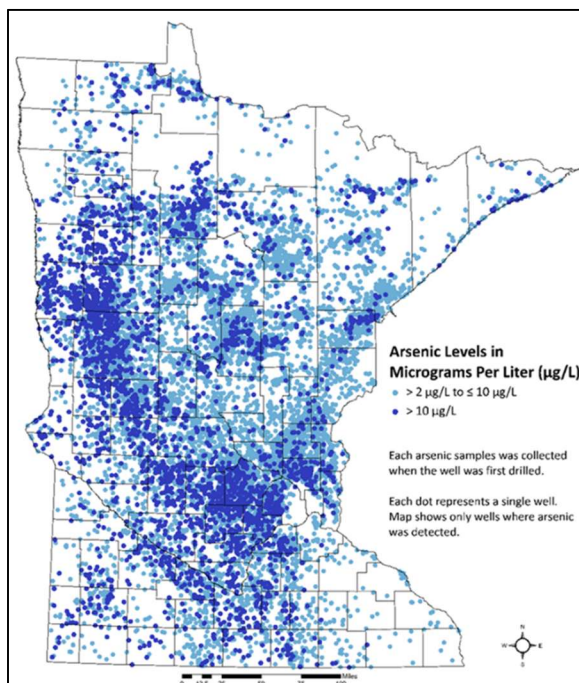 Arsenic Levels in
Micrograms Per Liter (µg/L)
> 2 µg/L to ≤ 10 µg/L
> 10 µg/L
Each arsenic samples was collected
when the well was first drilled.
Each dot represents a single well.
Map shows only wells where arsenic
was detected.
N
W E
S
Miles